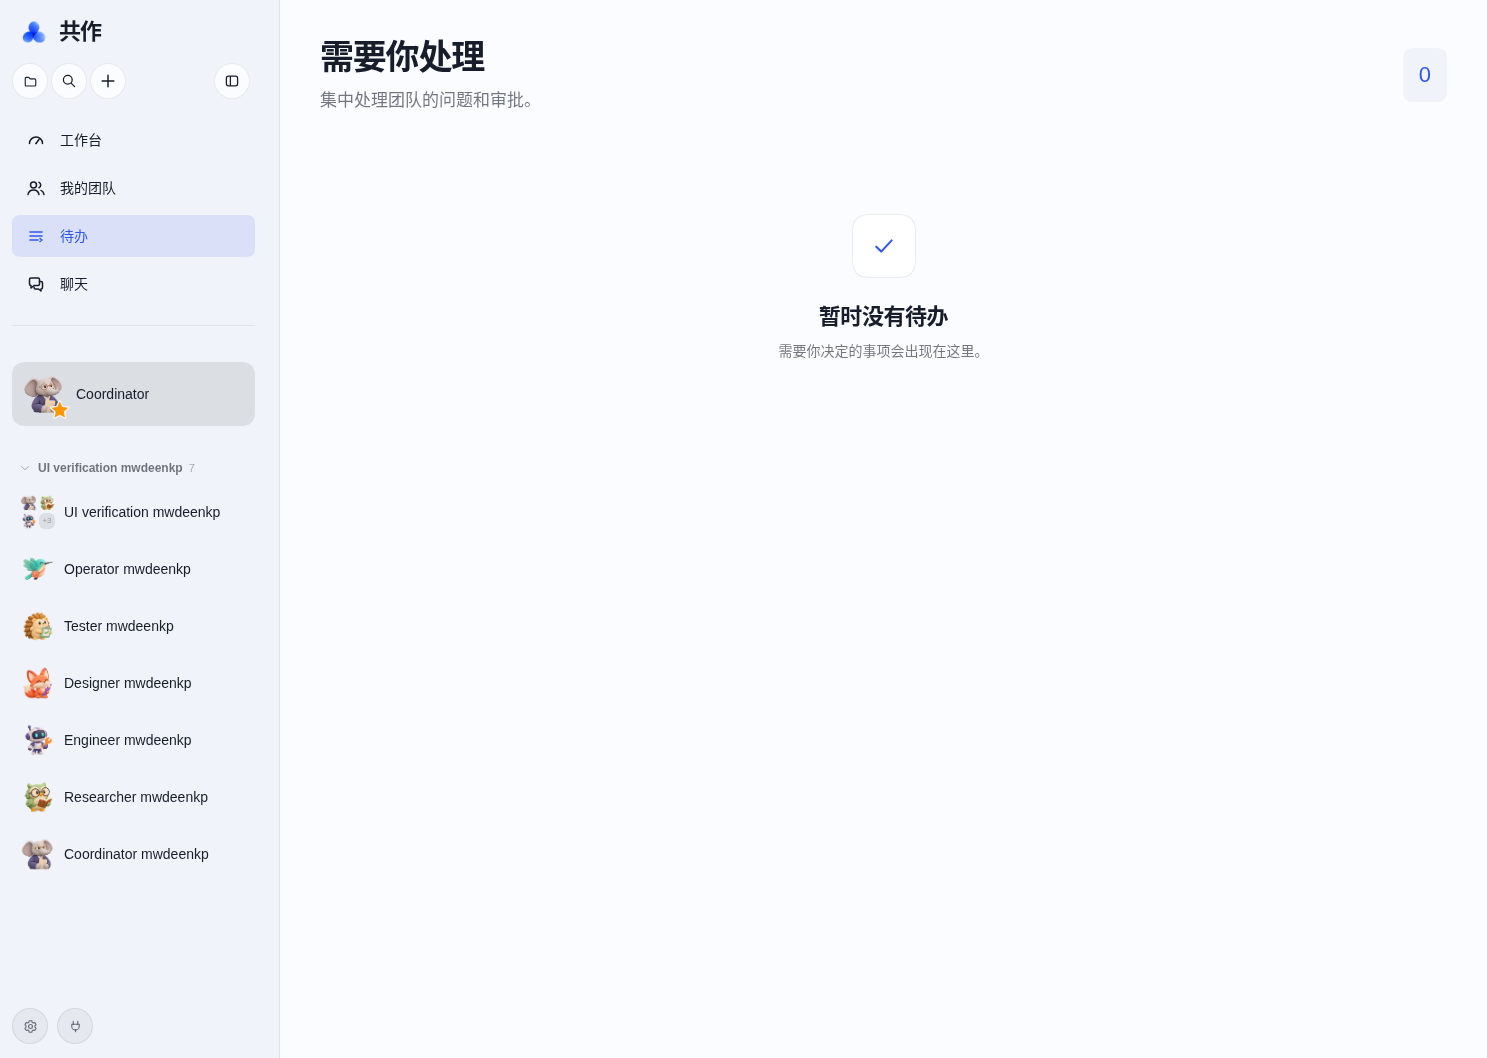 共作
工作台
我的团队
待办
聊天
Coordinator
UI verification mwdeenkp 7
+3
UI verification mwdeenkp
Operator mwdeenkp
Tester mwdeenkp
Designer mwdeenkp
Engineer mwdeenkp
Researcher mwdeenkp
Coordinator mwdeenkp
需要你处理
集中处理团队的问题和审批。
0
暂时没有待办
需要你决定的事项会出现在这里。